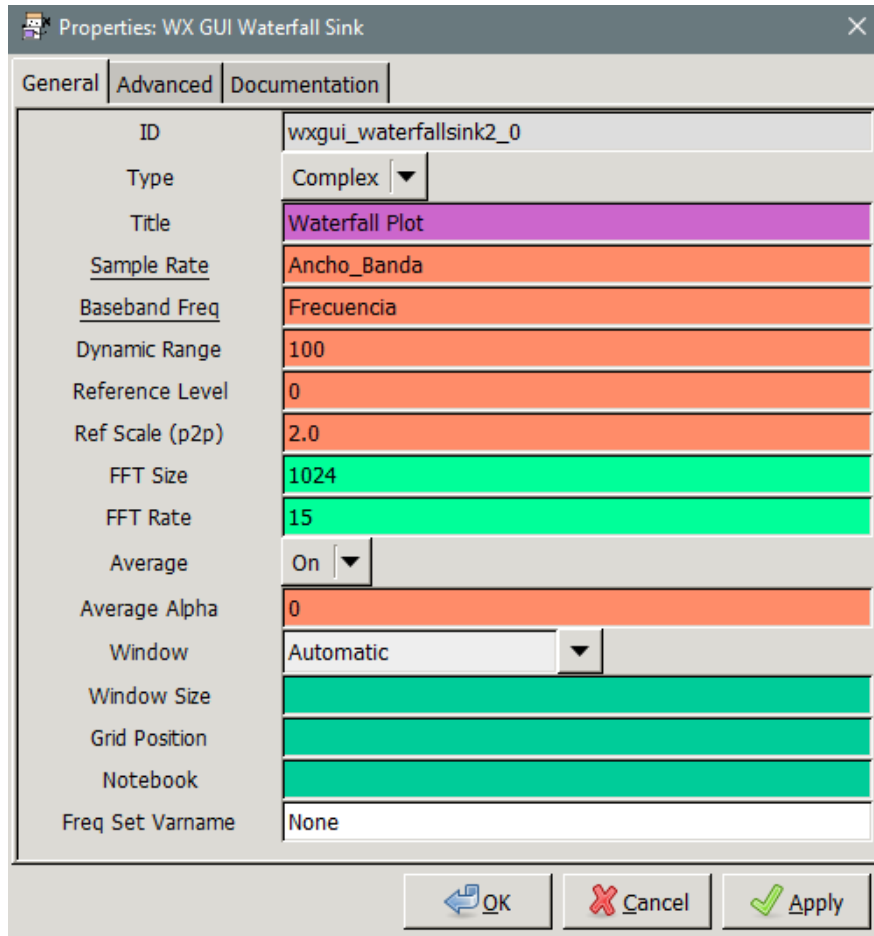 Properties: WX GUI Waterfall Sink
General Advanced Documentation
ID wxgui_waterfallsink2_0
Type Complex
Title Waterfall Plot
Sample Rate Ancho_Banda
Baseband Freq Frecuencia
Dynamic Range 100
Reference Level 0
Ref Scale (p2p) 2.0
FFT Size 1024
FFT Rate 15
Average On
Average Alpha 0
Window Automatic
Window Size
Grid Position
Notebook
Freq Set Varname None
OK Cancel Apply